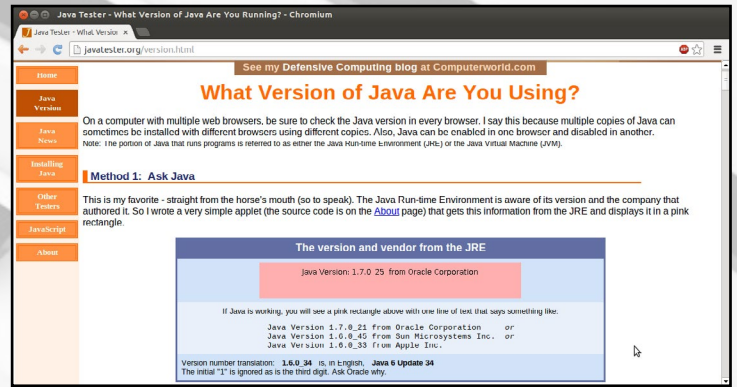 Java Tester - What Version of Java Are You Running? - Chromium
Java Tester - What Version
javatester.org/version.html
See my Defensive Computing blog at Computerworld.com
Home
Java
Version
Java
News
Installing
Java
Other
Testers
JavaScript
About
What Version of Java Are You Using?
On a computer with multiple web browsers, be sure to check the Java version in every browser. I say this because multiple copies of Java can
sometimes be installed with different browsers using different copies. Also, Java can be enabled in one browser and disabled in another.
Note: The portion of Java that runs programs is referred to as either the Java Run-time Environment (JRE) or the Java Virtual Machine (JVM).
Method 1: Ask Java
This is my favorite - straight from the horse's mouth (so to speak). The Java Run-time Environment is aware of its version and the company that
authored it. So I wrote a very simple applet (the source code is on the About page) that gets this information from the JRE and displays it in a pink
rectangle.
The version and vendor from the JRE
Java Version: 1.7.0_25 from Oracle Corporation
If Java is working, you will see a pink rectangle above with one line of text that says something like:
Java Version 1.7.0_21 from Oracle Corporation or
Java Version 1.6.0_45 from Sun Microsystems Inc. or
Java Version 1.6.0_33 from Apple Inc.
Version number translation: 1.6.0_34 is, in English, Java 6 Update 34
The initial "1" is ignored as is the third digit. Ask Oracle why.